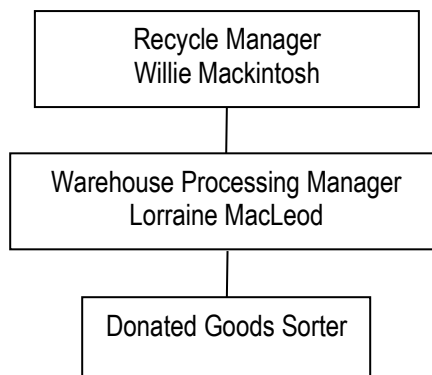 Recycle Manager
Willie Mackintosh
Warehouse Processing Manager
Lorraine MacLeod
Donated Goods Sorter